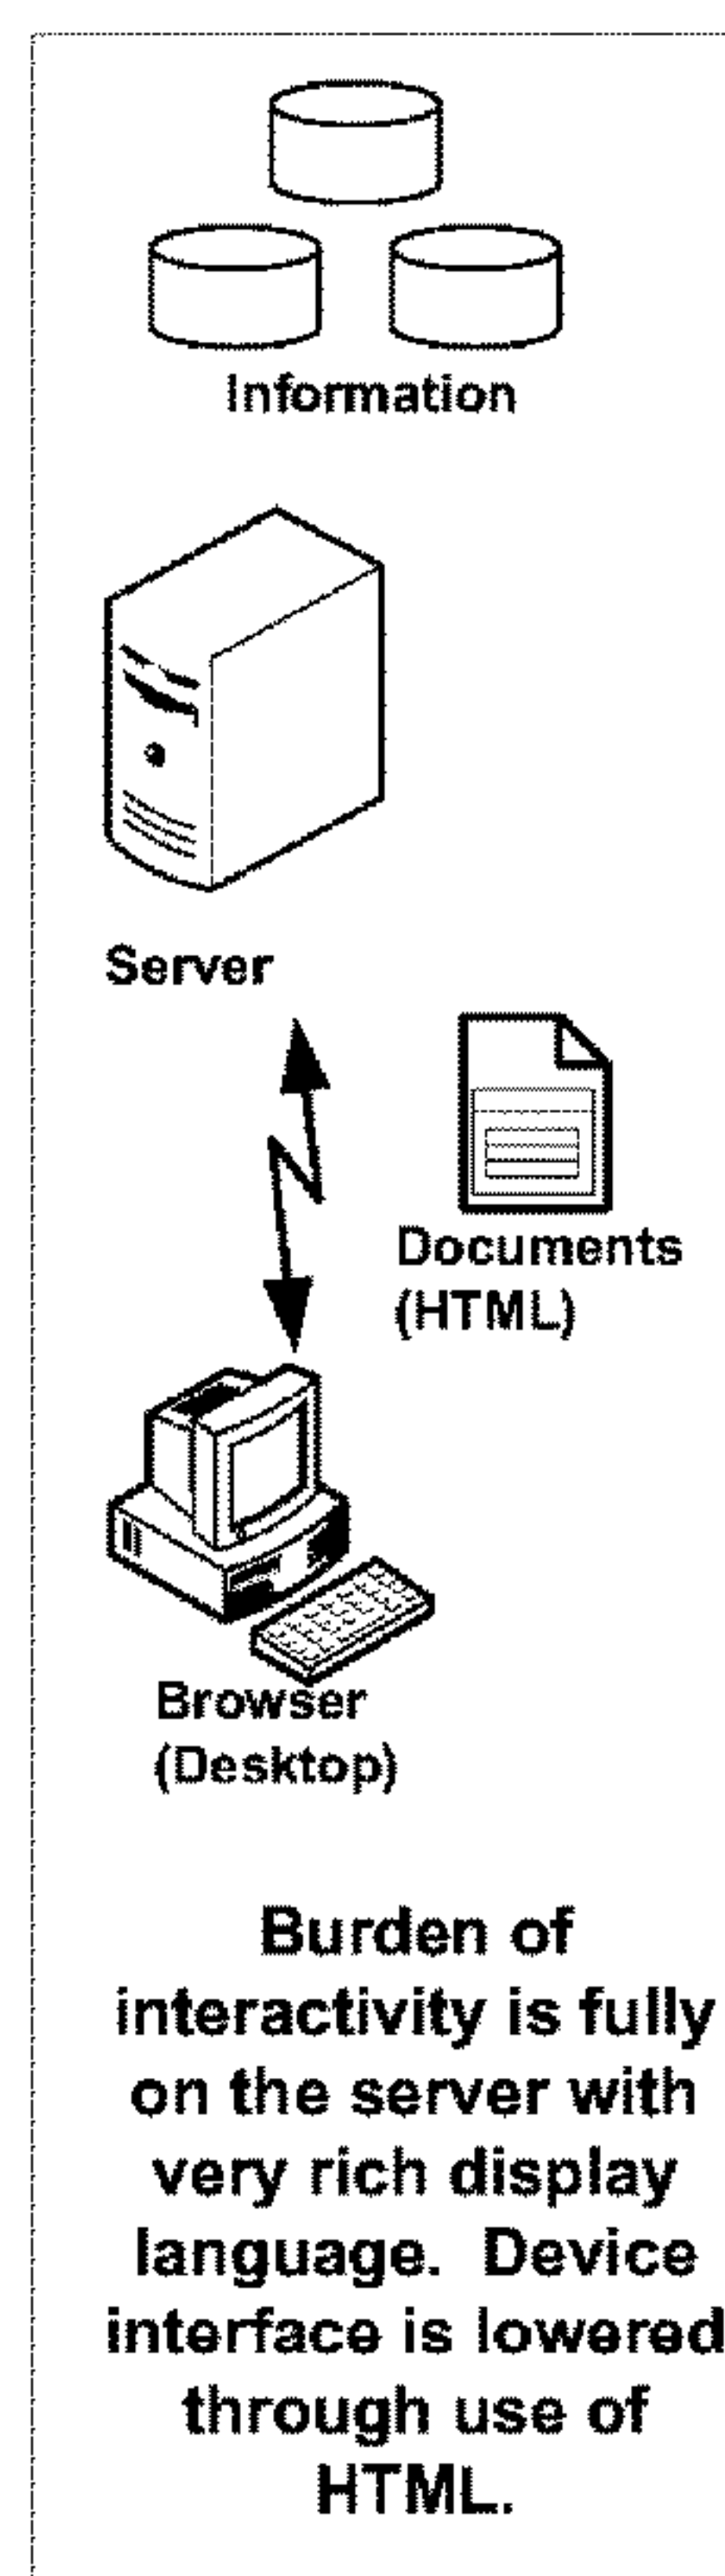 Information
Server
Documents
(HTML)
Browser
(Desktop)
Burden of
interactivity is fully
on the server with
very rich display
language. Device
interface is lowered
through use of
HTML.